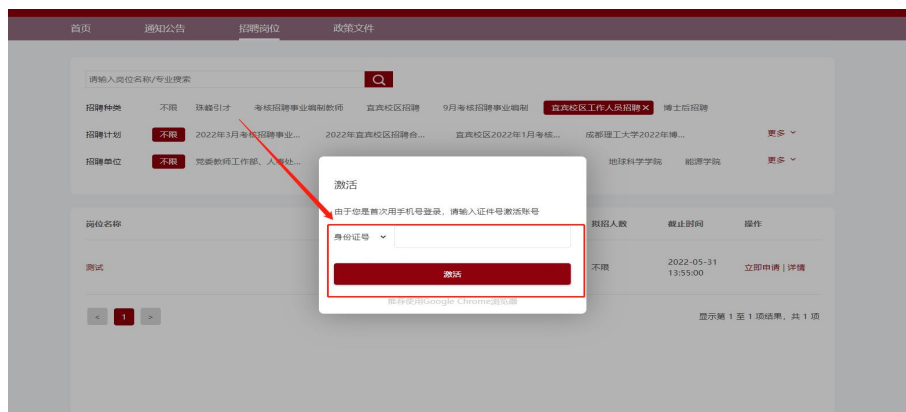 首页 通知公告 招聘岗位 政策文件
请输入岗位名称/专业搜索
招聘种类 不限 珠峰引才 考核招聘事业编制教师 宜宾校区招聘 9月考核招聘事业编制 宜宾校区工作人员招聘× 博士后招聘
招聘计划 不限 2022年3月考核招聘事业... 2022年宜宾校区招聘合... 宜宾校区2022年1月考核... 成都理工大学2022年博... 更多
招聘单位 不限 党委教师工作部、人事处... 地球科学学院 能源学院 更多
激活
由于您是首次用手机号登录，请输入证件号激活账号
岗位名称 拟招人数 截止时间 操作
身份证号
测试 激活 不限 2022-05-31 立即申请 | 详情
13:55:00
推荐使用Google Chrome浏览器
< 1 > 显示第 1 至 1 项结果，共 1 项